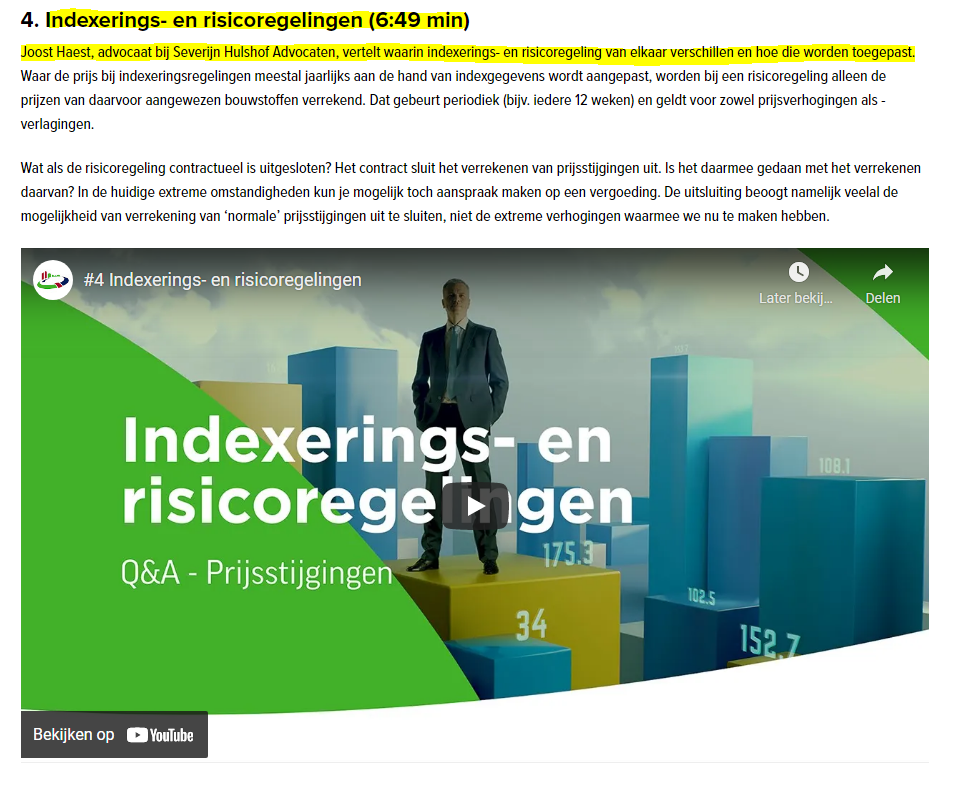 4. Indexerings- en risicoregelingen (6:49 min)
Joost Haest, advocaat bij Severijn Hulshof Advocaten, vertelt waarin indexerings- en risicoregeling van elkaar verschillen en hoe die worden toegepast.
Waar de prijs bij indexeringsregelingen meestal jaarlijks aan de hand van indexgegevens wordt aangepast, worden bij een risicoregeling alleen de
prijzen van daarvoor aangewezen bouwstoffen verrekend. Dat gebeurt periodiek (bijv. iedere 12 weken) en geldt voor zowel prijsverhogingen als -
verlagingen.
Wat als de risicoregeling contractueel is uitgesloten? Het contract sluit het verrekenen van prijsstijgingen uit. Is het daarmee gedaan met het verrekenen
daarvan? In de huidige extreme omstandigheden kun je mogelijk toch aanspraak maken op een vergoeding. De uitsluiting beoogt namelijk veelal de
mogelijkheid van verrekening van ‘normale’ prijsstijgingen uit te sluiten, niet de extreme verhogingen waarmee we nu te maken hebben.
#4 Indexerings- en risicoregelingen
Later bekij...
Delen
Indexerings- en
risicoregelingen
Q&A - Prijsstijgingen
108.1
175.3
102.5
34
152.7
Bekijken op YouTube